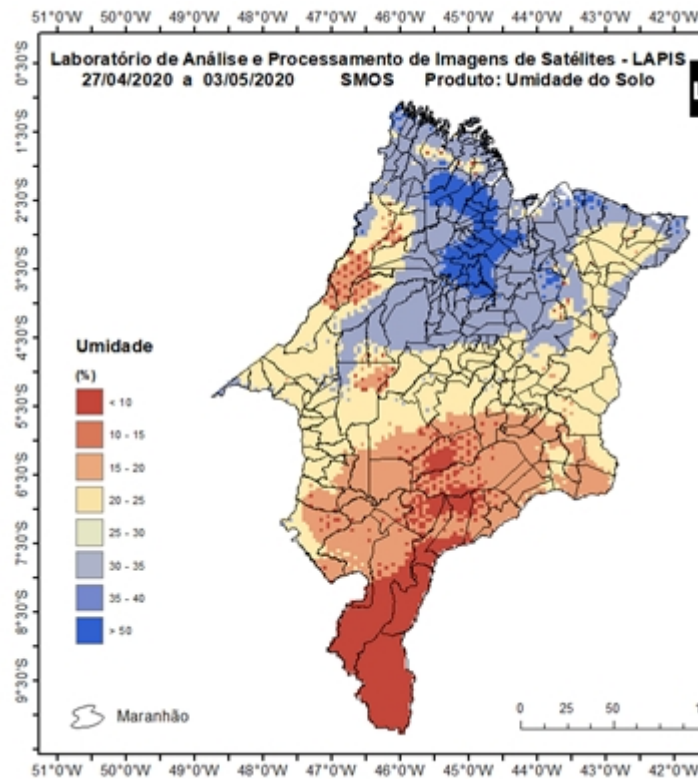 51°0'W 50°0'W 49°0'W 48°0'W 47°0'W 46°0'W 45°0'W 44°0'W 43°0'W 42°0'W
Laboratório de Análise e Processamento de Imagens de Satélites - LAPIS
27/04/2020 a 03/05/2020 SMOS Produto: Umidade do Solo
0°30'S
1°30'S
2°30'S
3°30'S
4°30'S
5°30'S
6°30'S
7°30'S
8°30'S
9°30'S
Umidade
(%)
< 10
10 - 15
15 - 20
20 - 25
25 - 30
30 - 35
35 - 40
> 50
Maranhão
0 25 50
51°0'W 50°0'W 49°0'W 48°0'W 47°0'W 46°0'W 45°0'W 44°0'W 43°0'W 42°0'W